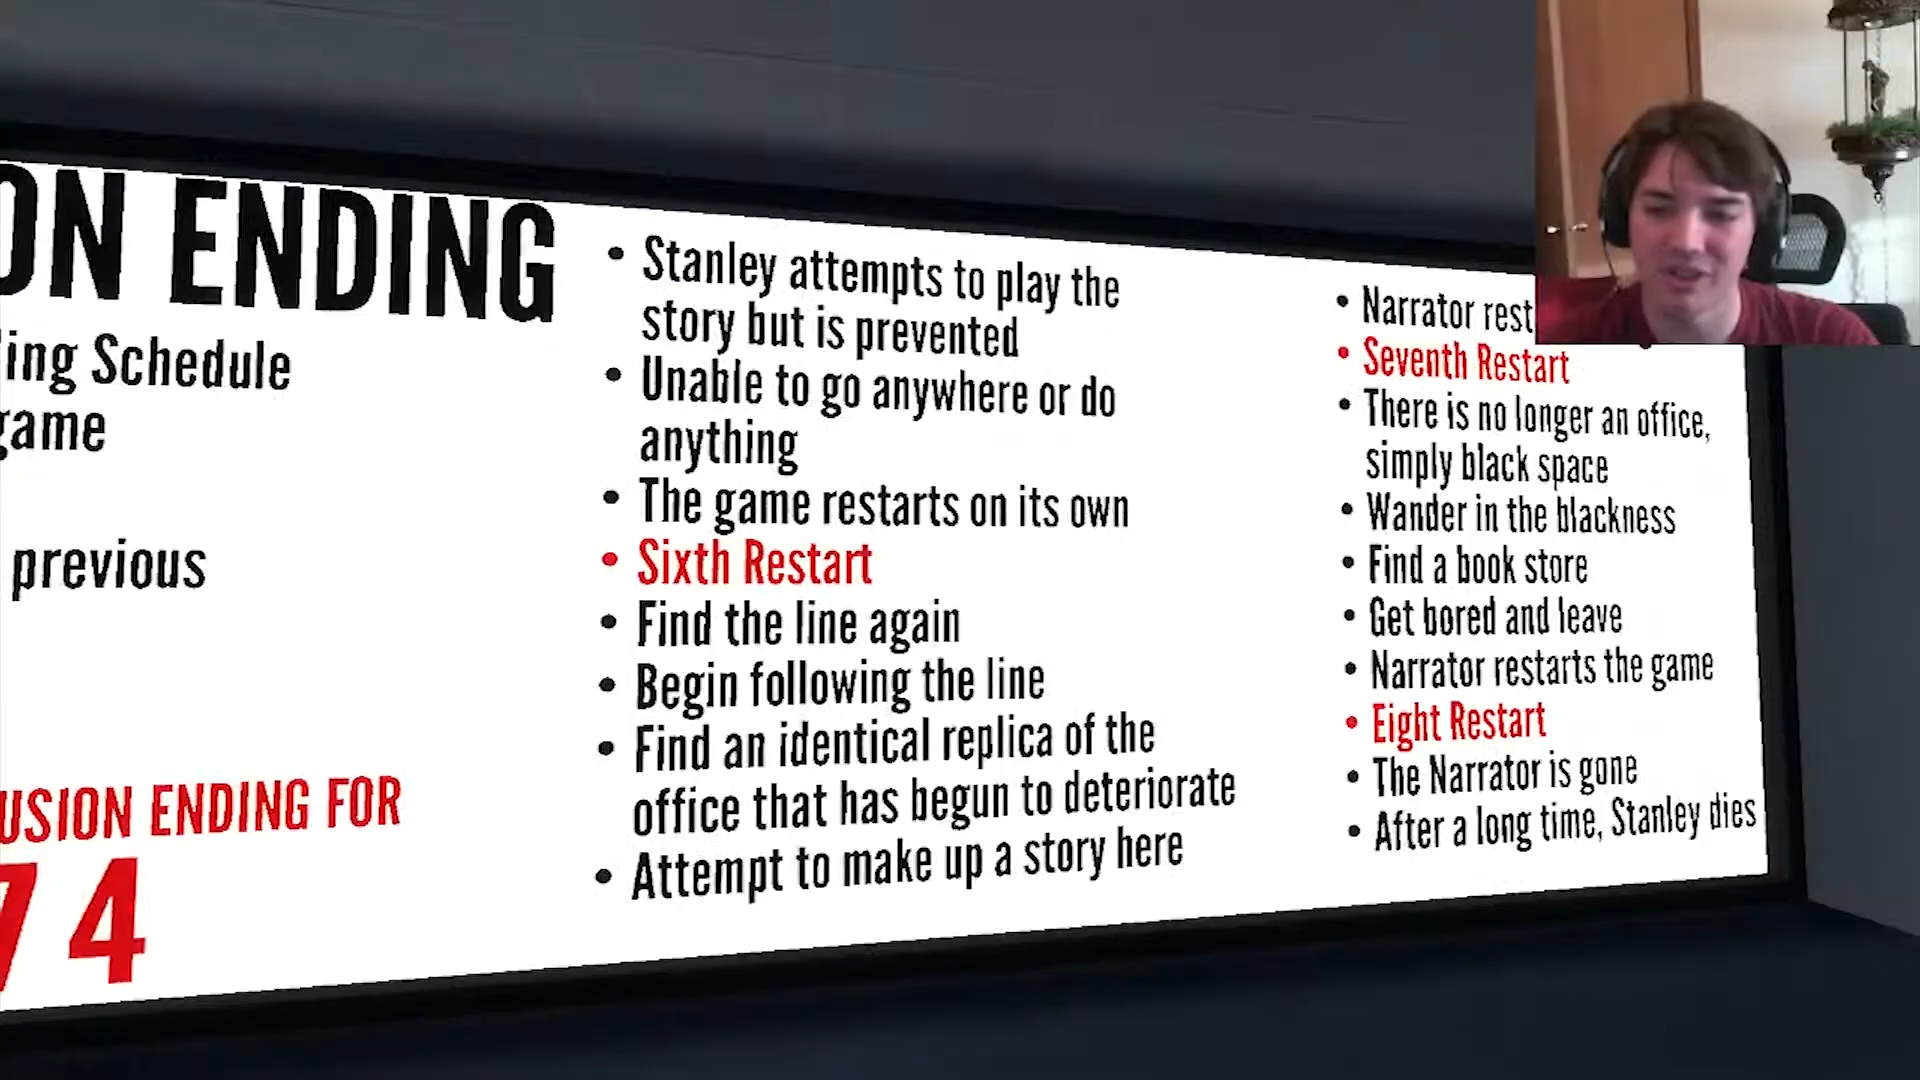 ON ENDING
ing Schedule
game
previous
USION ENDING FOR
74
• Stanley attempts to play the
story but is prevented
• Unable to go anywhere or do
anything
• The game restarts on its own
• Sixth Restart
• Find the line again
• Begin following the line
• Find an identical replica of the
office that has begun to deteriorate
• Attempt to make up a story here
• Narrator rest
• Seventh Restart
• There is no longer an office,
simply black space
• Wander in the blackness
• Find a book store
• Get bored and leave
• Narrator restarts the game
• Eight Restart
• The Narrator is gone
• After a long time, Stanley dies